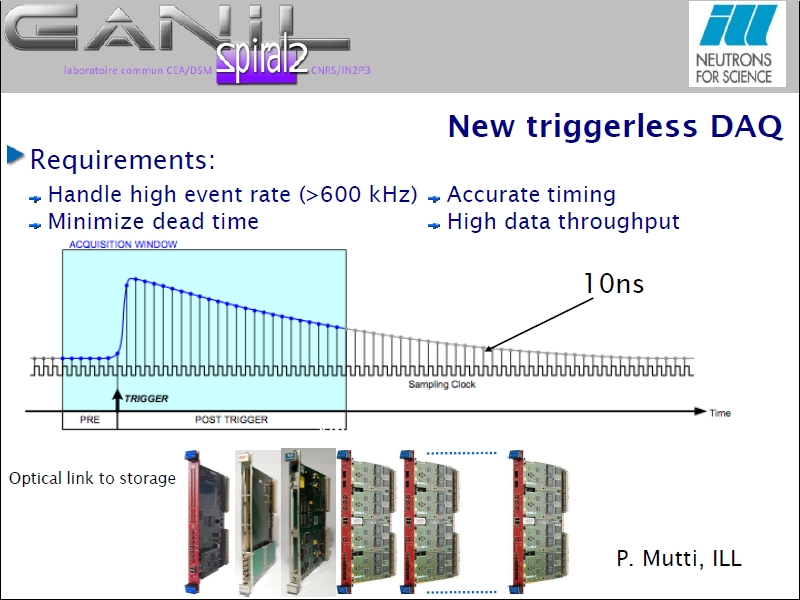 GANIL
spiral2
laboratoire commun CEA/DSM
CNRS/IN2P3
ill
NEUTRONS
FOR SCIENCE
New triggerless DAQ
Requirements:
Handle high event rate (>600 kHz)
Accurate timing
Minimize dead time
High data throughput
ACQUISITION WINDOW
10ns
Sampling Clock
TRIGGER
Time
PRE
POST TRIGGER
Optical link to storage
P. Mutti, ILL